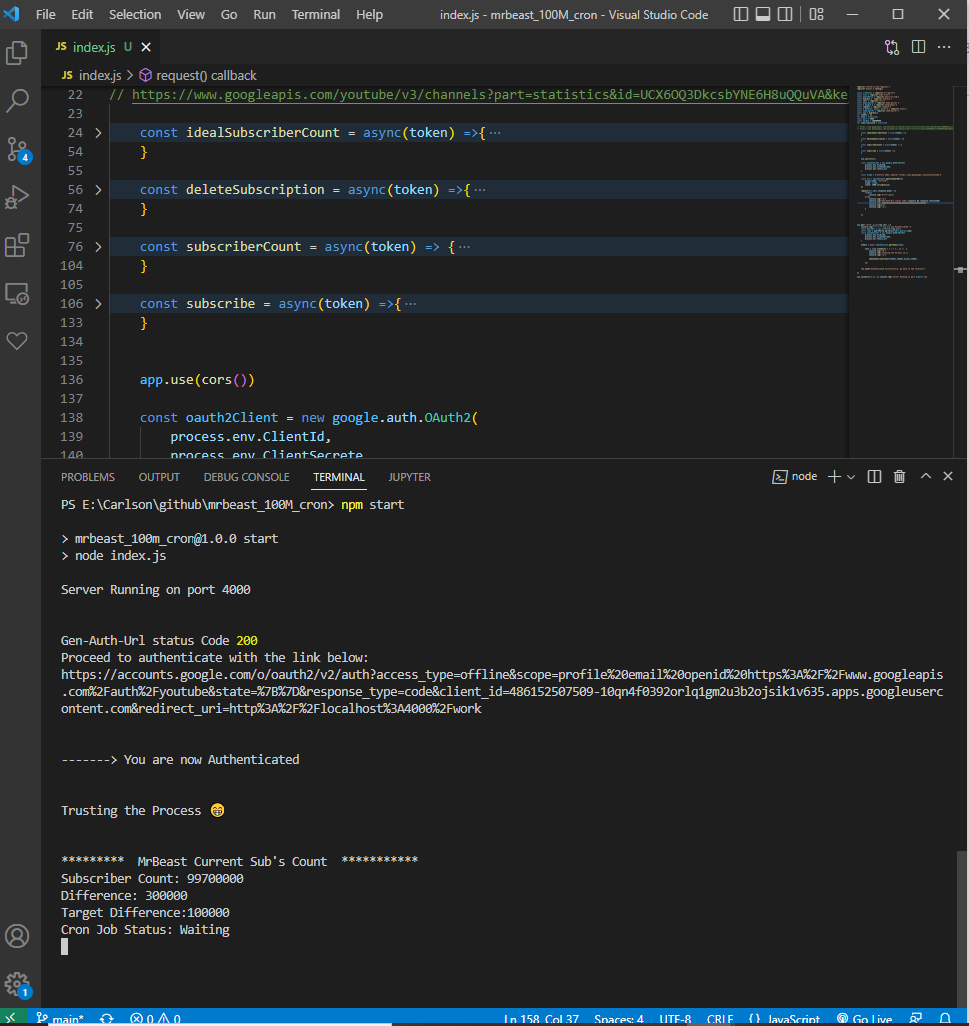 File Edit Selection View Go Run Terminal Help index.js - mrbeast_100M_cron - Visual Studio Code
JS index.js U
JS index.js > request() callback
22 // https://www.googleapis.com/youtube/v3/channels?part=statistics&id=UCX6OQ3DkcsbYNE6H8uQQuVA&ke
23
24 const idealSubscriberCount = async(token) =>{ ···
54 }
55
56 const deleteSubscription = async(token) =>{ ···
74 }
75
76 const subscriberCount = async(token) => { ···
104 }
105
106 const subscribe = async(token) =>{ ···
133 }
134
135
136 app.use(cors())
137
138 const oauth2Client = new google.auth.OAuth2(
139 process.env.ClientId,
140 process.env.ClientSecrete
PROBLEMS OUTPUT DEBUG CONSOLE TERMINAL JUPYTER node
PS E:\Carlson\github\mrbeast_100M_cron> npm start
> mrbeast_100m_cron@1.0.0 start
> node index.js
Server Running on port 4000
Gen-Auth-Url status Code 200
Proceed to authenticate with the link below:
https://accounts.google.com/o/oauth2/v2/auth?access_type=offline&scope=profile%20email%20openid%20https%3A%2F%2Fwww.googleapis
.com%2Fauth%2Fyoutube&state=%7B%7D&response_type=code&client_id=486152507509-10qn4f0392orlq1gm2u3b2ojsik1v635.apps.googleuserc
ontent.com&redirect_uri=http%3A%2F%2Flocalhost%3A4000%2Fwork
-------> You are now Authenticated
Trusting the Process 😁
********* MrBeast Current Sub's Count ***********
Subscriber Count: 99700000
Difference: 300000
Target Difference:100000
Cron Job Status: Waiting
4
1
main* 0 0 Ln 158, Col 37 Spaces: 4 UTF-8 CRLF {} JavaScript Go Live